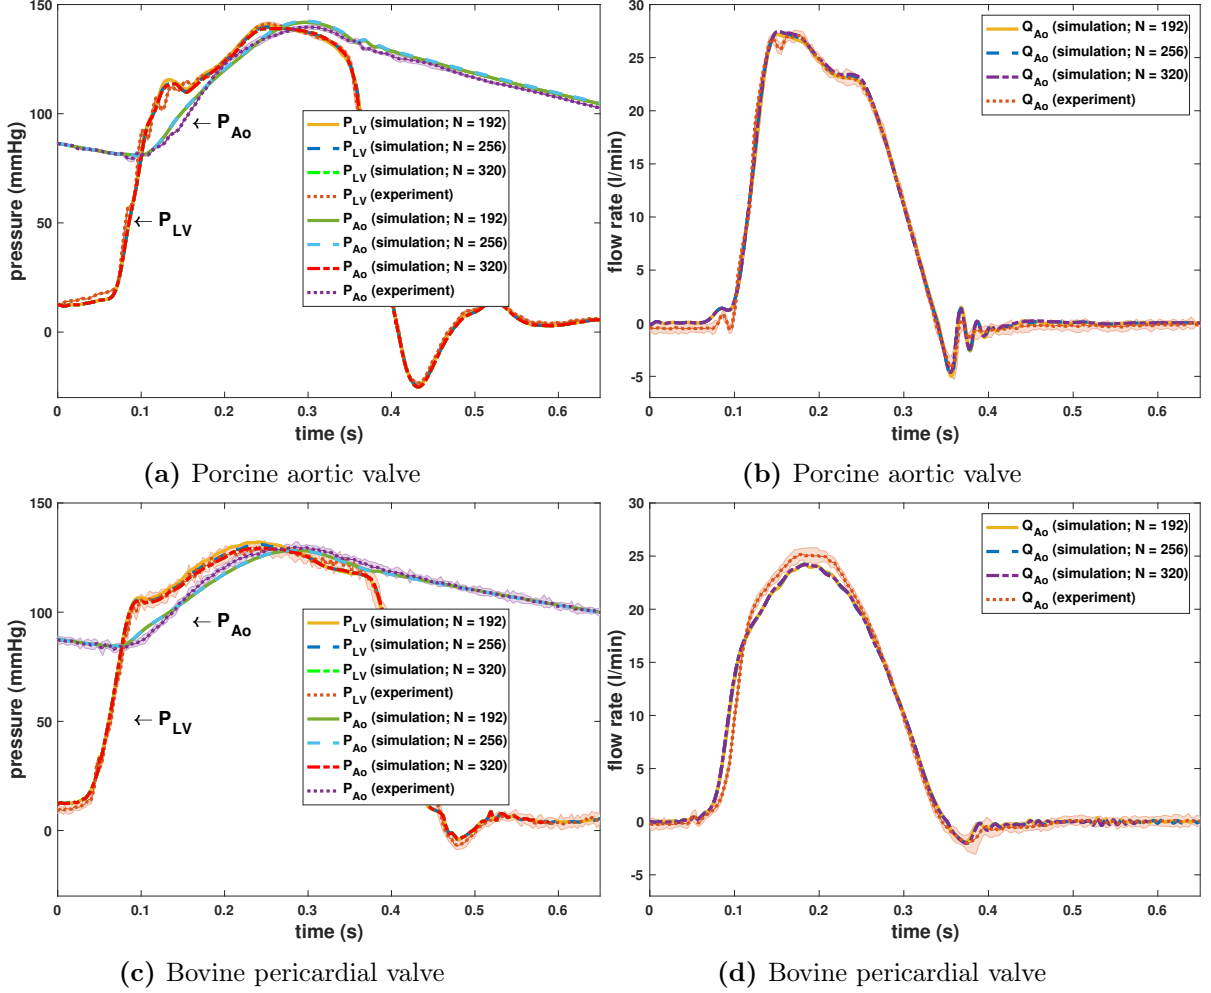 150
100
50
0
pressure (mmHg)
← P_Ao
← P_LV
P_LV (simulation; N = 192)
P_LV (simulation; N = 256)
P_LV (simulation; N = 320)
P_LV (experiment)
P_Ao (simulation; N = 192)
P_Ao (simulation; N = 256)
P_Ao (simulation; N = 320)
P_Ao (experiment)
0 0.1 0.2 0.3 0.4 0.5 0.6
time (s)
(a) Porcine aortic valve
30
25
20
15
10
5
0
-5
flow rate (l/min)
Q_Ao (simulation; N = 192)
Q_Ao (simulation; N = 256)
Q_Ao (simulation; N = 320)
Q_Ao (experiment)
0 0.1 0.2 0.3 0.4 0.5 0.6
time (s)
(b) Porcine aortic valve
150
100
50
0
pressure (mmHg)
← P_Ao
← P_LV
P_LV (simulation; N = 192)
P_LV (simulation; N = 256)
P_LV (simulation; N = 320)
P_LV (experiment)
P_Ao (simulation; N = 192)
P_Ao (simulation; N = 256)
P_Ao (simulation; N = 320)
P_Ao (experiment)
0 0.1 0.2 0.3 0.4 0.5 0.6
time (s)
(c) Bovine pericardial valve
30
25
20
15
10
5
0
-5
flow rate (l/min)
Q_Ao (simulation; N = 192)
Q_Ao (simulation; N = 256)
Q_Ao (simulation; N = 320)
Q_Ao (experiment)
0 0.1 0.2 0.3 0.4 0.5 0.6
time (s)
(d) Bovine pericardial valve